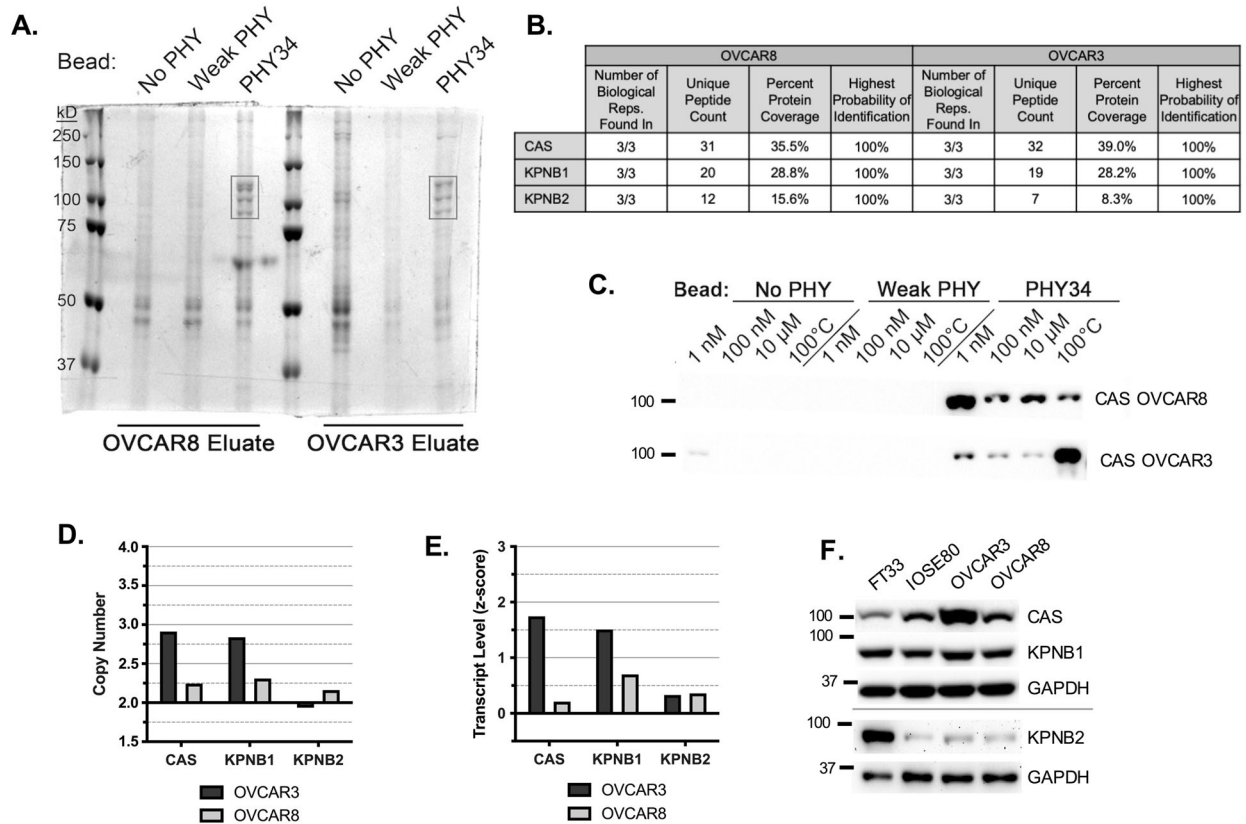 A.
Bead:
No PHY
Weak PHY
PHY34
No PHY
Weak PHY
PHY34
kD
250
150
100
75
50
37
OVCAR8 Eluate
OVCAR3 Eluate
B.
OVCAR8 OVCAR3
Number of Biological Reps. Found In Unique Peptide Count Percent Protein Coverage Highest Probability of Identification Number of Biological Reps. Found In Unique Peptide Count Percent Protein Coverage Highest Probability of Identification
CAS 3/3 31 35.5% 100% 3/3 32 39.0% 100%
KPNB1 3/3 20 28.8% 100% 3/3 19 28.2% 100%
KPNB2 3/3 12 15.6% 100% 3/3 7 8.3% 100%
C.
Bead: No PHY Weak PHY PHY34
1 nM
100 nM
10 µM
100°C
1 nM
100 nM
10 µM
100°C
1 nM
100 nM
10 µM
100°C
100 CAS OVCAR8
100 CAS OVCAR3
D.
Copy Number
4.0
3.5
3.0
2.5
2.0
1.5
CAS KPNB1 KPNB2
OVCAR3
OVCAR8
E.
Transcript Level (z-score)
3
2
1
0
CAS KPNB1 KPNB2
OVCAR3
OVCAR8
F.
FT33
IOSE80
OVCAR3
OVCAR8
100 CAS
100
KPNB1
37 GAPDH
100 KPNB2
37 GAPDH